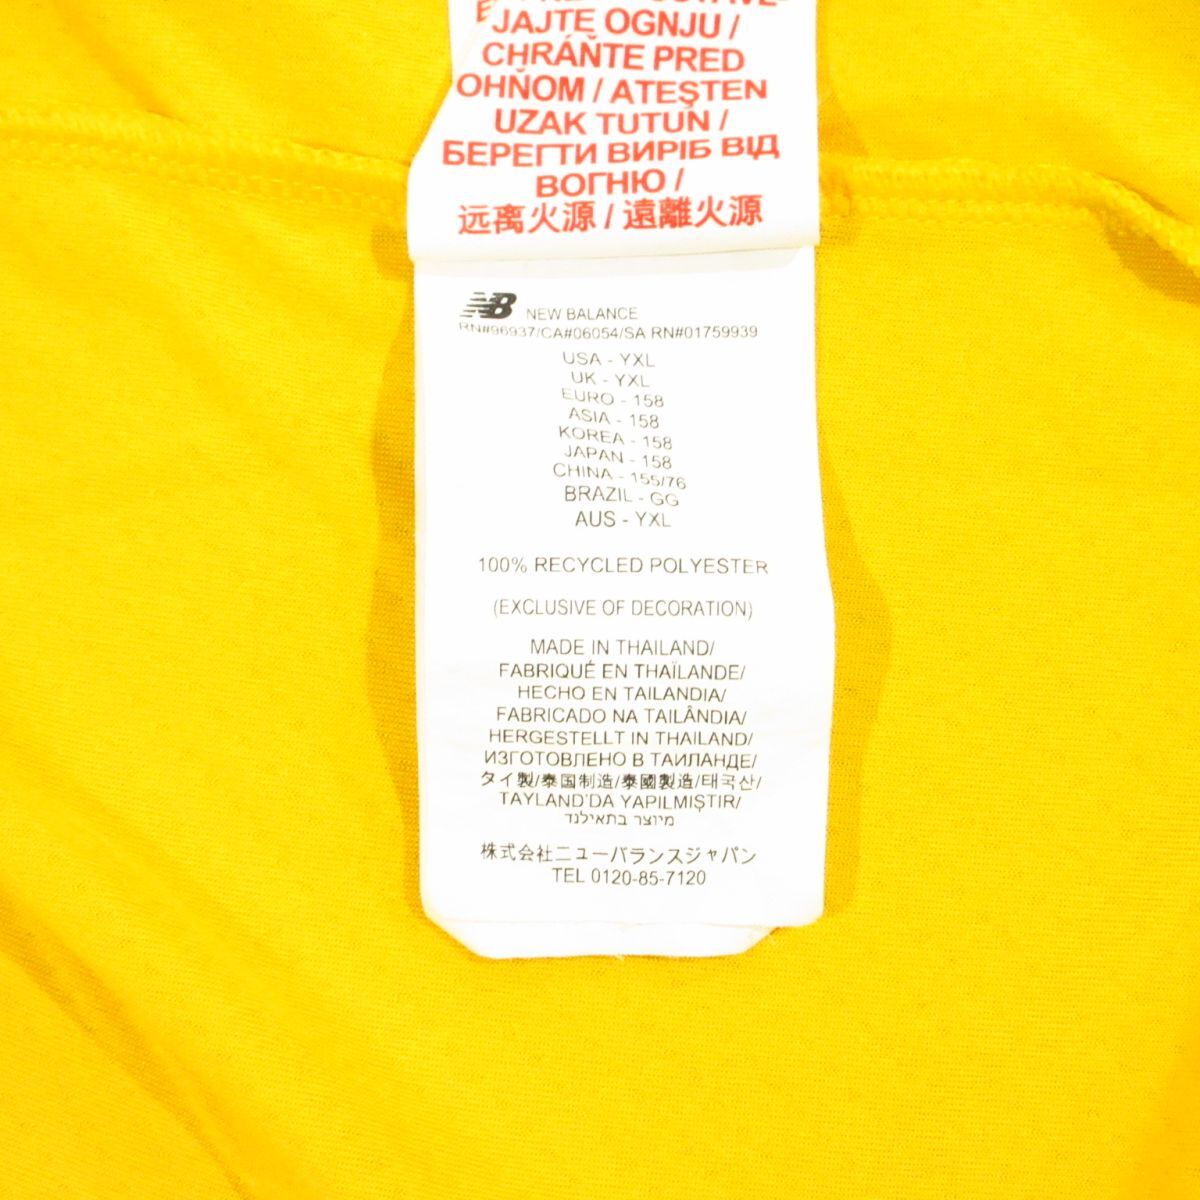 JAJTE OGNJU /
CHRÁŇTE PRED
OHŇOM / ATEŞTEN
UZAK TUTUN /
БЕРЕГТИ ВИРІБ ВІД
ВОГНЮ /
远离火源 / 遠離火源
NB NEW BALANCE
RN#96937/CA#06054/SA RN#01759939
USA - YXL
UK - YXL
EURO - 158
ASIA - 158
KOREA - 158
JAPAN - 158
CHINA - 155/76
BRAZIL - GG
AUS - YXL
100% RECYCLED POLYESTER
(EXCLUSIVE OF DECORATION)
MADE IN THAILAND/
FABRIQUÉ EN THAÏLANDE/
HECHO EN TAILANDIA/
FABRICADO NA TAILÂNDIA/
HERGESTELLT IN THAILAND/
ИЗГОТОВЛЕНО В ТАИЛАНДЕ/
タイ製/泰国制造/泰國製造/태국산/
TAYLAND'DA YAPILMIŞTIR/
מיוצר בתאילנד
株式会社ニューバランスジャパン
TEL 0120-85-7120